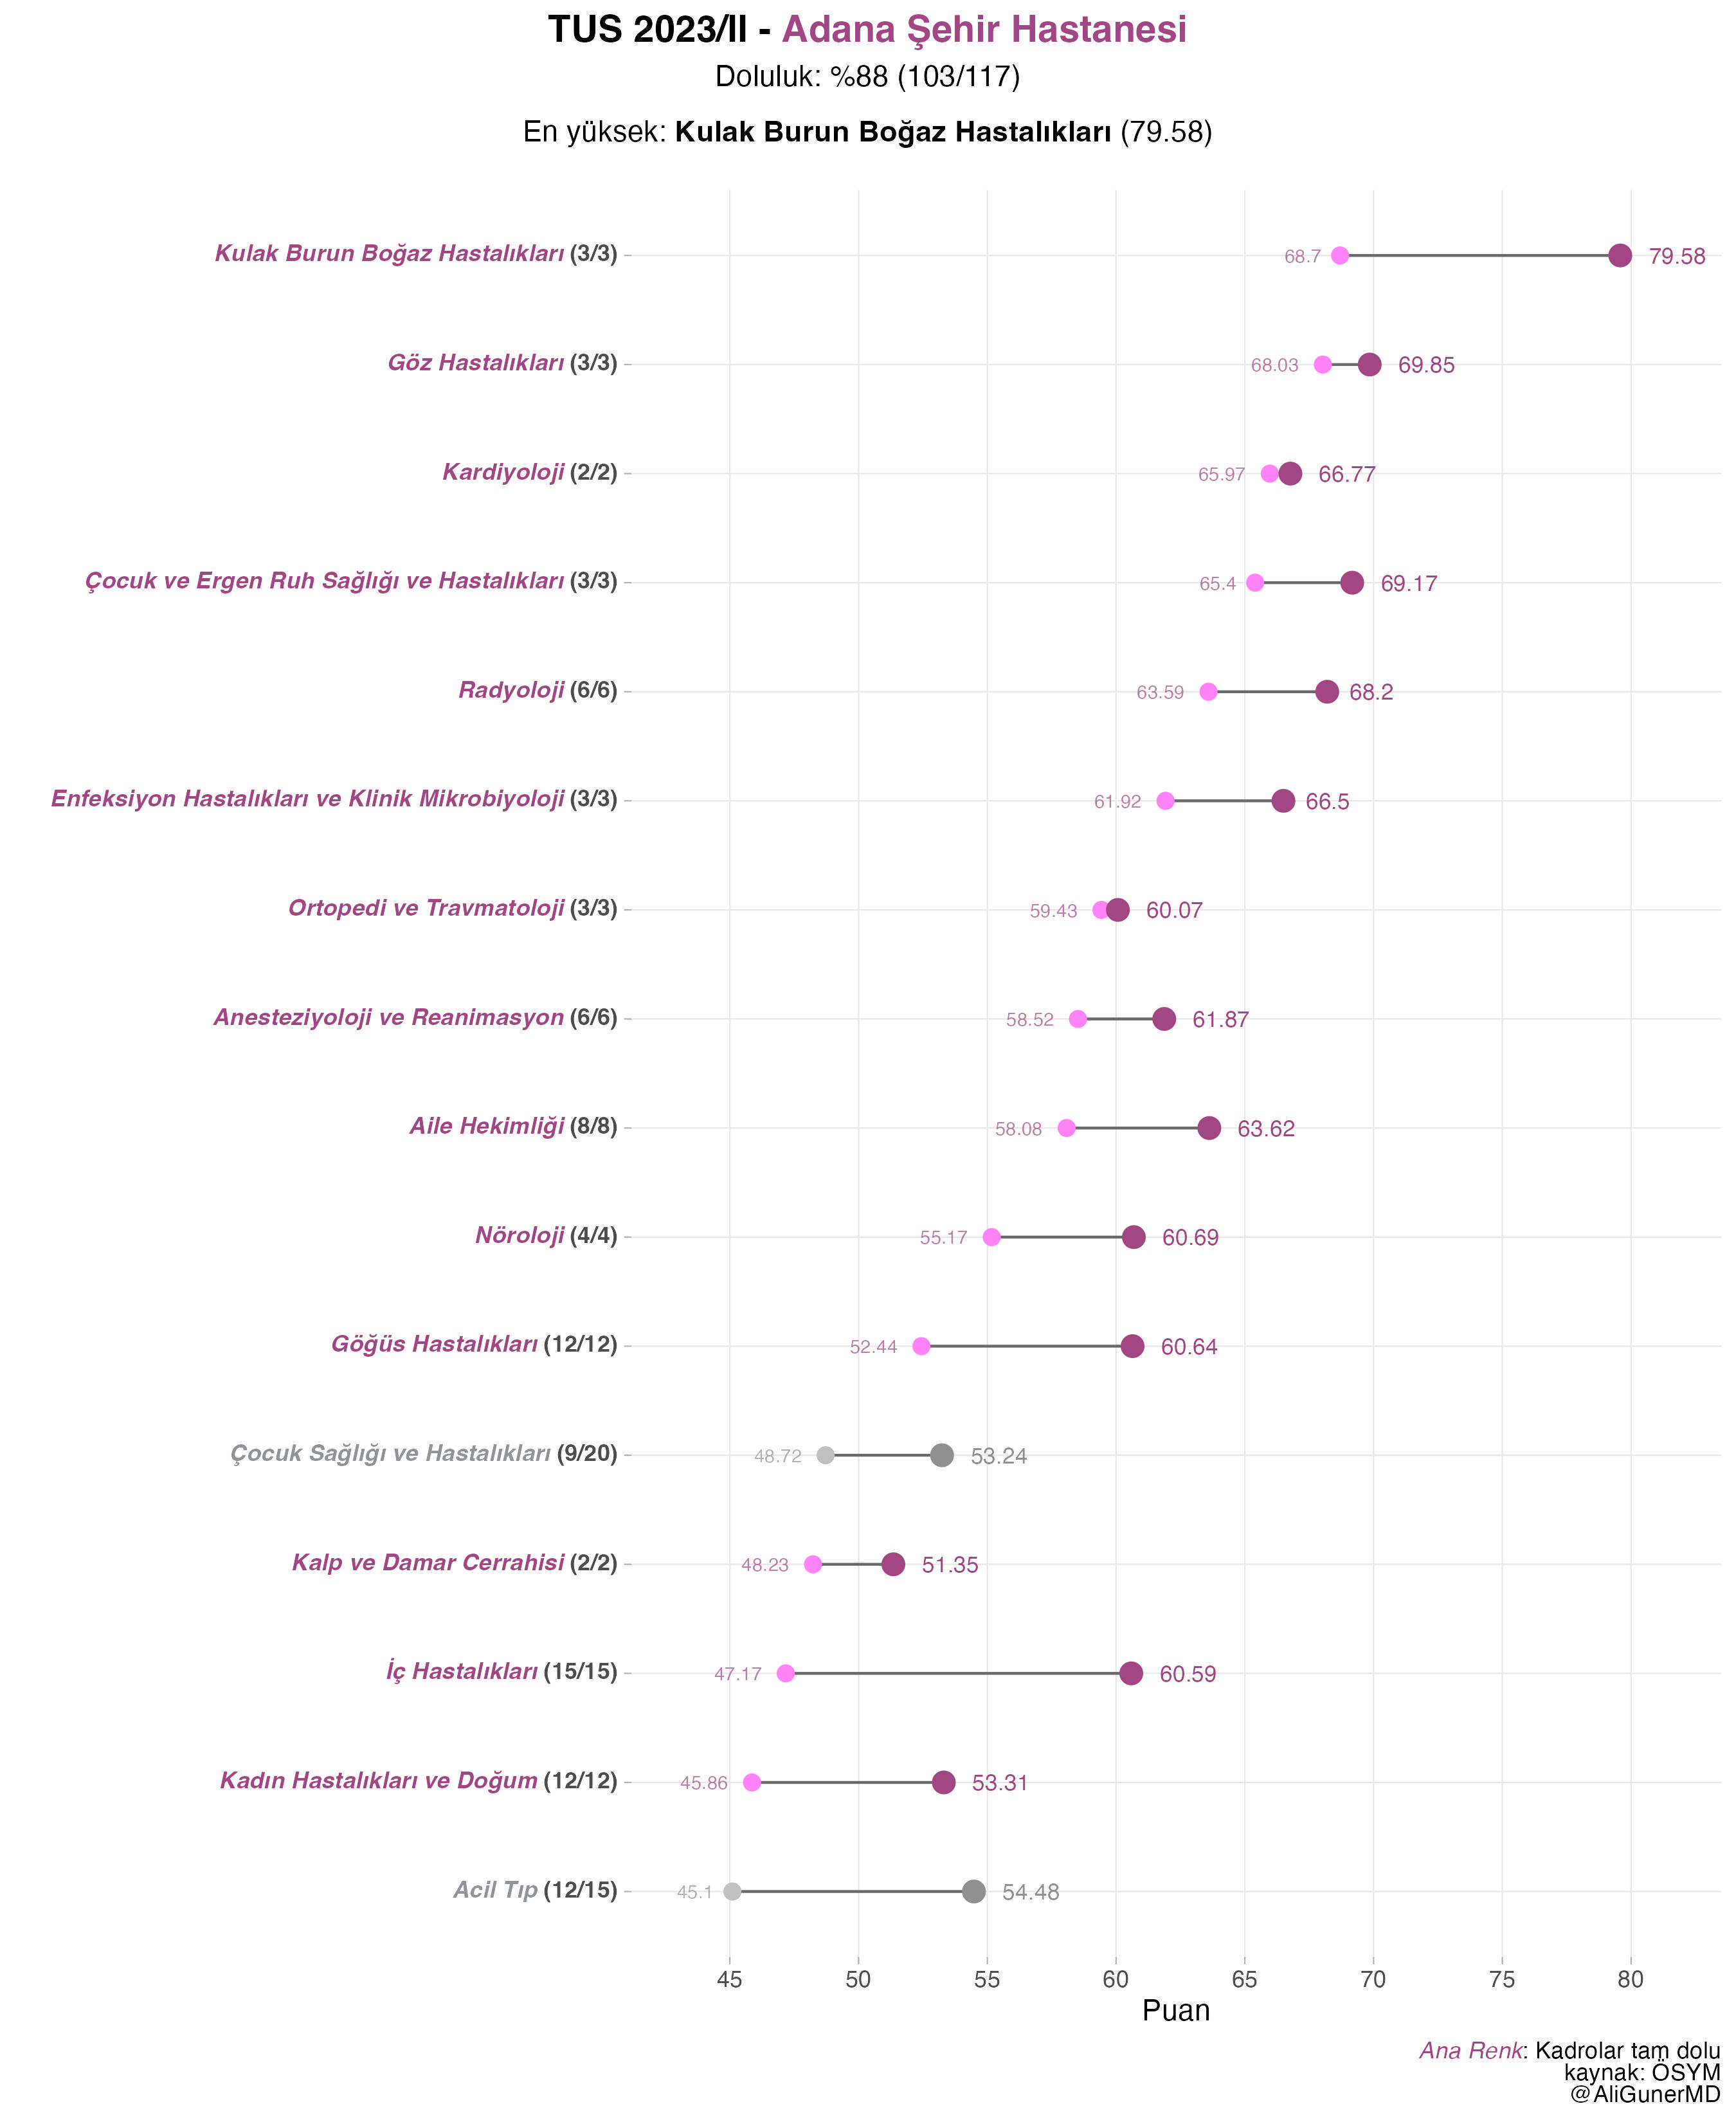 TUS 2023/II - Adana Şehir Hastanesi
Doluluk: %88 (103/117)
En yüksek: Kulak Burun Boğaz Hastalıkları (79.58)
Kulak Burun Boğaz Hastalıkları (3/3) 68.7 79.58
Göz Hastalıkları (3/3) 68.03 69.85
Kardiyoloji (2/2) 65.97 66.77
Çocuk ve Ergen Ruh Sağlığı ve Hastalıkları (3/3) 65.4 69.17
Radyoloji (6/6) 63.59 68.2
Enfeksiyon Hastalıkları ve Klinik Mikrobiyoloji (3/3) 61.92 66.5
Ortopedi ve Travmatoloji (3/3) 59.43 60.07
Anesteziyoloji ve Reanimasyon (6/6) 58.52 61.87
Aile Hekimliği (8/8) 58.08 63.62
Nöroloji (4/4) 55.17 60.69
Göğüs Hastalıkları (12/12) 52.44 60.64
Çocuk Sağlığı ve Hastalıkları (9/20) 48.72 53.24
Kalp ve Damar Cerrahisi (2/2) 48.23 51.35
İç Hastalıkları (15/15) 47.17 60.59
Kadın Hastalıkları ve Doğum (12/12) 45.86 53.31
Acil Tıp (12/15) 45.1 54.48
45 50 55 60 65 70 75 80
Puan
Ana Renk: Kadrolar tam dolu
kaynak: ÖSYM
@AliGunerMD